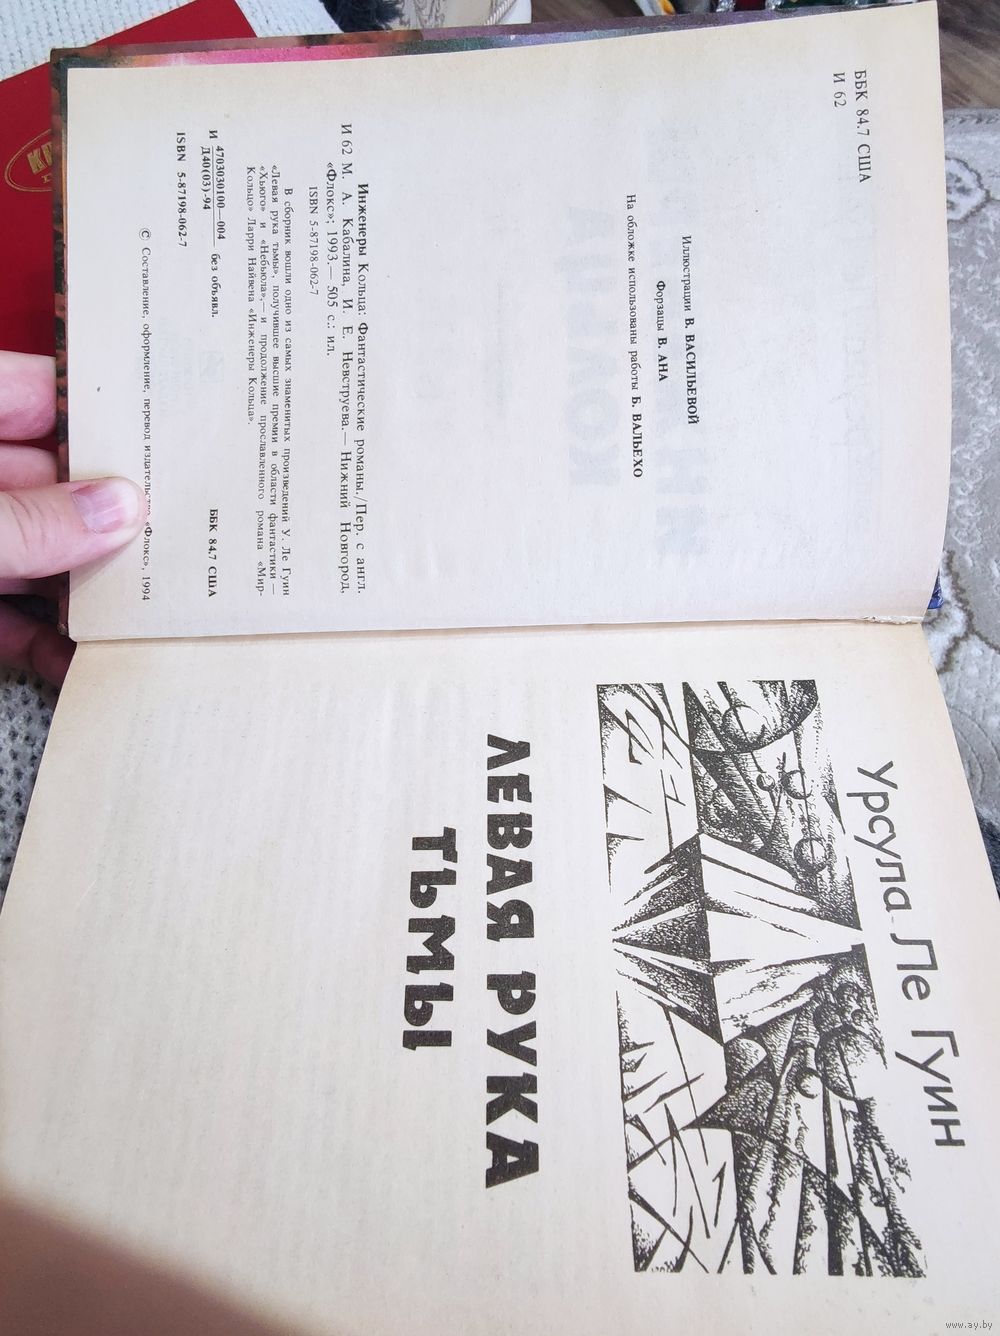 ББК 84.7 США
И 62
Иллюстрации В. ВАСИЛЬЕВОЙ
Форзацы В. АНА
На обложке использованы работы Б. ВАЛЬЕХО
Инженеры Кольца: Фантастические романы./Пер. с англ.
И 62 М. А. Кабалина, И. Е. Невструева.— Нижний Новгород,
«Флокс»; 1993.— 505 с.: ил.
ISBN 5-87198-062-7
В сборник вошли одно из самых знаменитых произведений У. Ле Гуин
«Левая рука тьмы», получившее высшие премии в области фантастики —
«Хьюго» и «Небьюла»,— и продолжение прославленного романа «Мир-
Кольцо» Ларри Найвена «Инженеры Кольца».
И 4703030100—004 без объявл.
Д40(03)-94
ББК 84.7 США
ISBN 5-87198-062-7
© Составление, оформление, перевод издательство «Флокс», 1994
Урсула Ле Гуин
ЛЕВАЯ РУКА
ТЬМЫ
www.ay.by